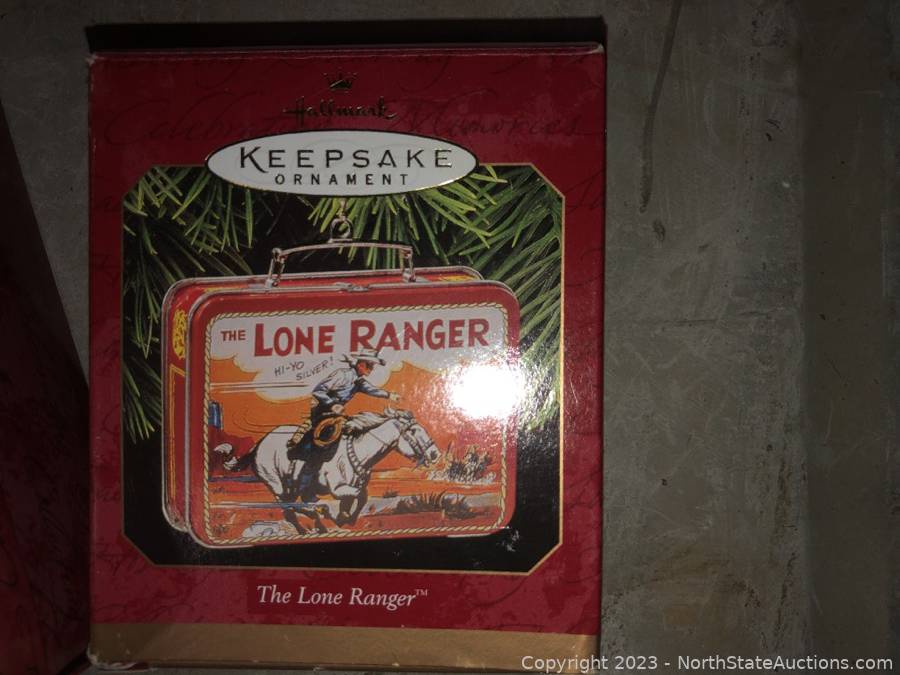 Hallmark
KEEPSAKE
ORNAMENT
THE LONE RANGER
HI-YO
SILVER!
The Lone Ranger™
Copyright © 2023 - NorthStateAuctions.com